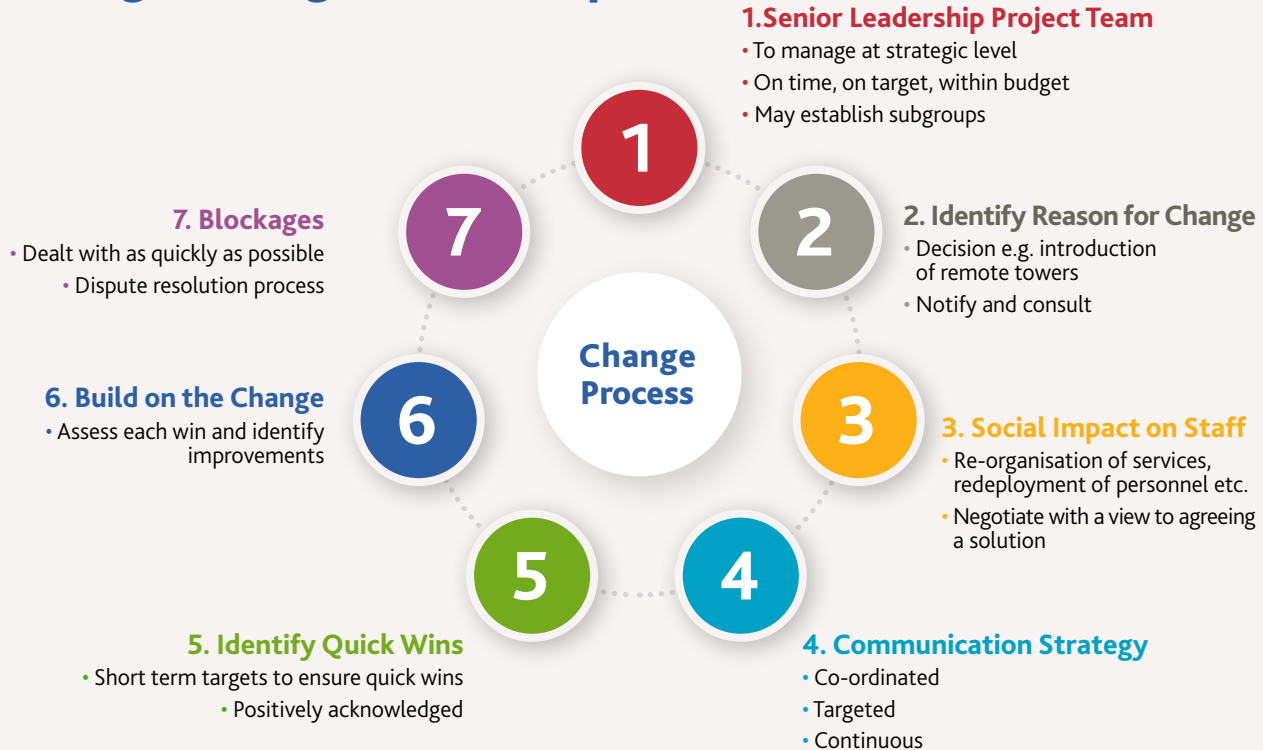 1.Senior Leadership Project Team
• To manage at strategic level
• On time, on target, within budget
• May establish subgroups
1
2
2. Identify Reason for Change
• Decision e.g. introduction
of remote towers
• Notify and consult
3
3. Social Impact on Staff
• Re-organisation of services,
redeployment of personnel etc.
• Negotiate with a view to agreeing
a solution
4
4. Communication Strategy
• Co-ordinated
• Targeted
• Continuous
5
5. Identify Quick Wins
• Short term targets to ensure quick wins
• Positively acknowledged
6
6. Build on the Change
• Assess each win and identify
improvements
7
7. Blockages
• Dealt with as quickly as possible
• Dispute resolution process
Change
Process